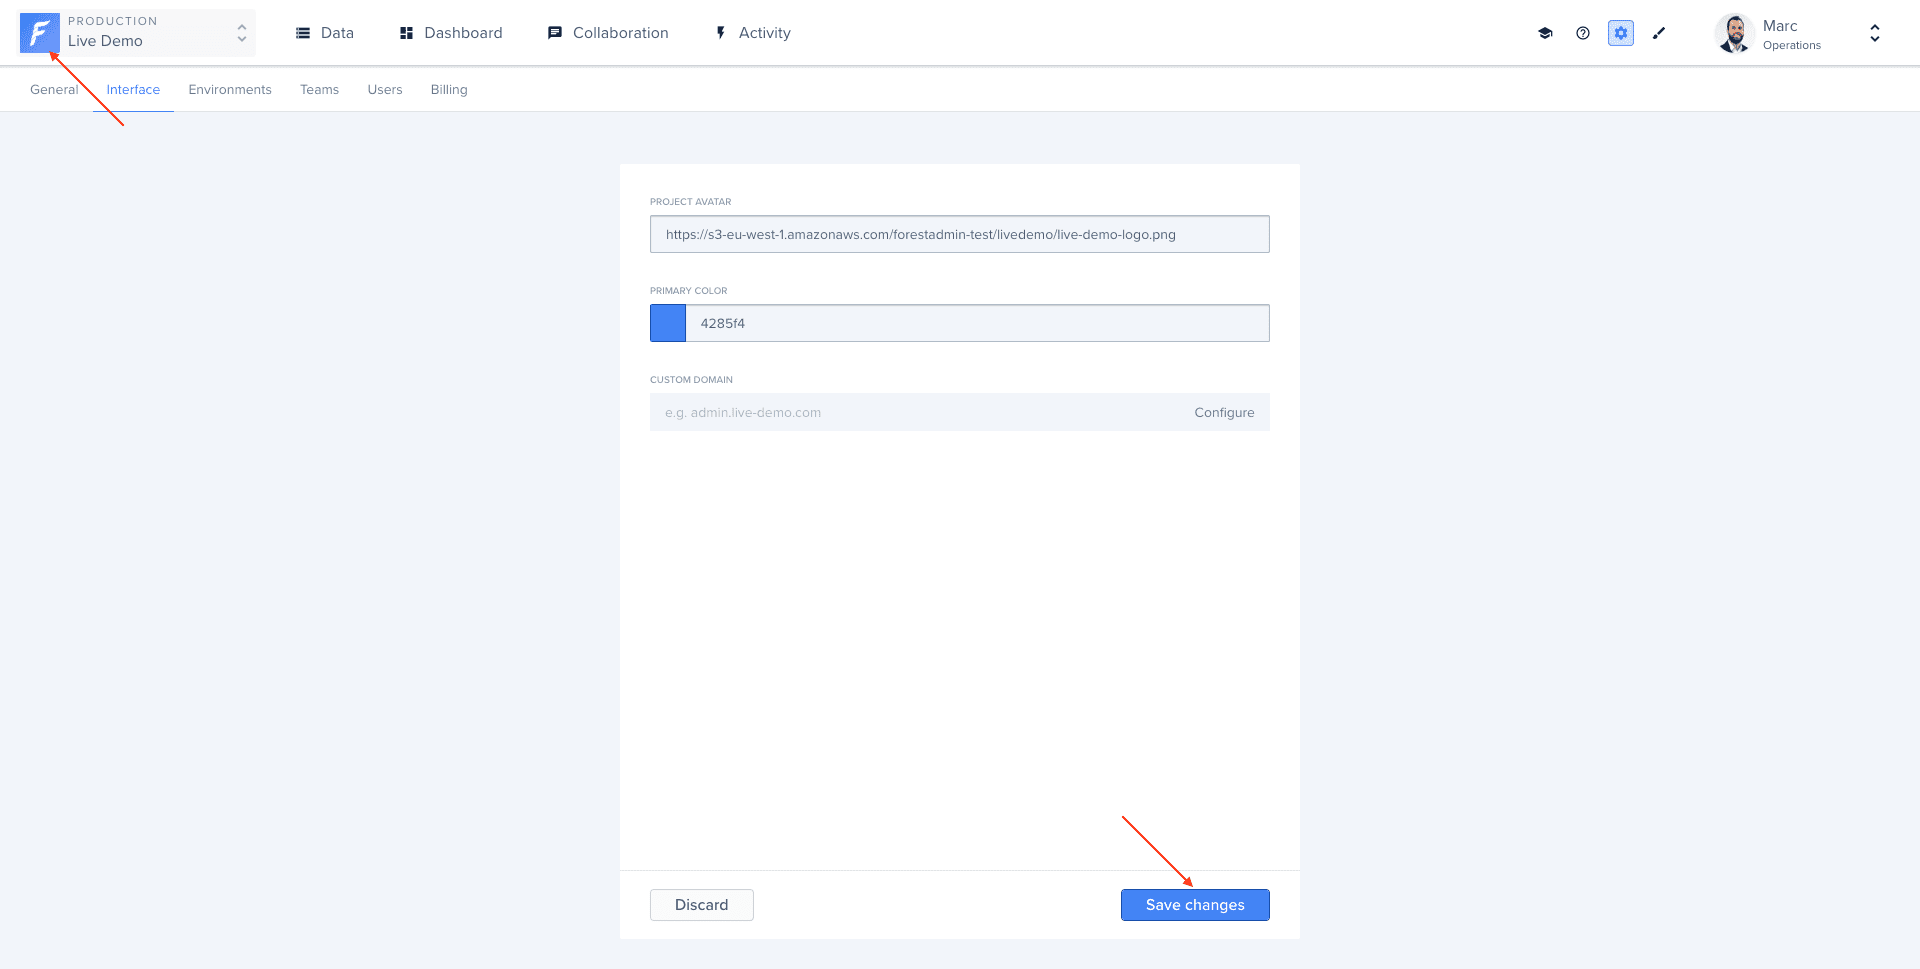 PRODUCTION
Live Demo
Data
Dashboard
Collaboration
Activity
Marc
Operations
General
Interface
Environments
Teams
Users
Billing
PROJECT AVATAR
https://s3-eu-west-1.amazonaws.com/forestadmin-test/livedemo/live-demo-logo.png
PRIMARY COLOR
4285f4
CUSTOM DOMAIN
e.g. admin.live-demo.com
Configure
Discard
Save changes